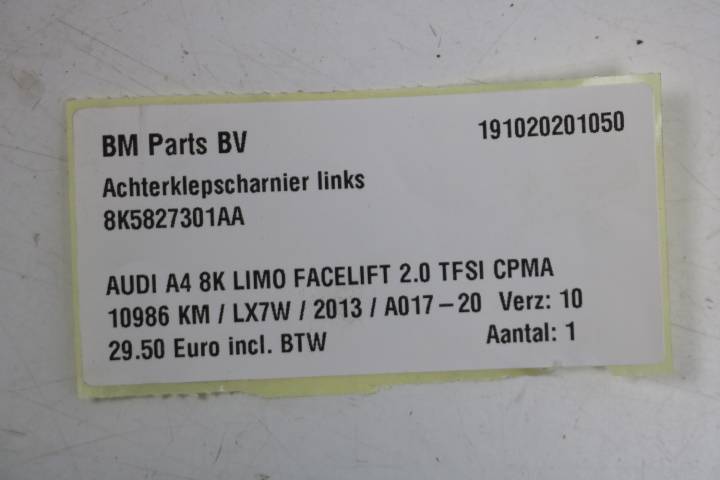 BM Parts BV 191020201050
Achterklepscharnier links
8K5827301AA
AUDI A4 8K LIMO FACELIFT 2.0 TFSI CPMA
10986 KM / LX7W / 2013 / A017-20 Verz: 10
29.50 Euro incl. BTW Aantal: 1